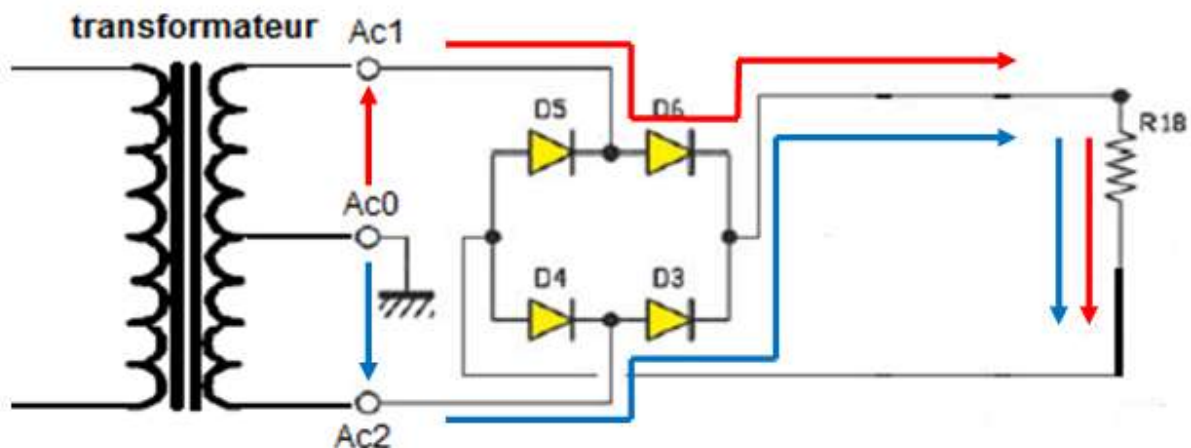 transformateur
Ac1
D5
D6
R18
Ac0
D4
D3
Ac2